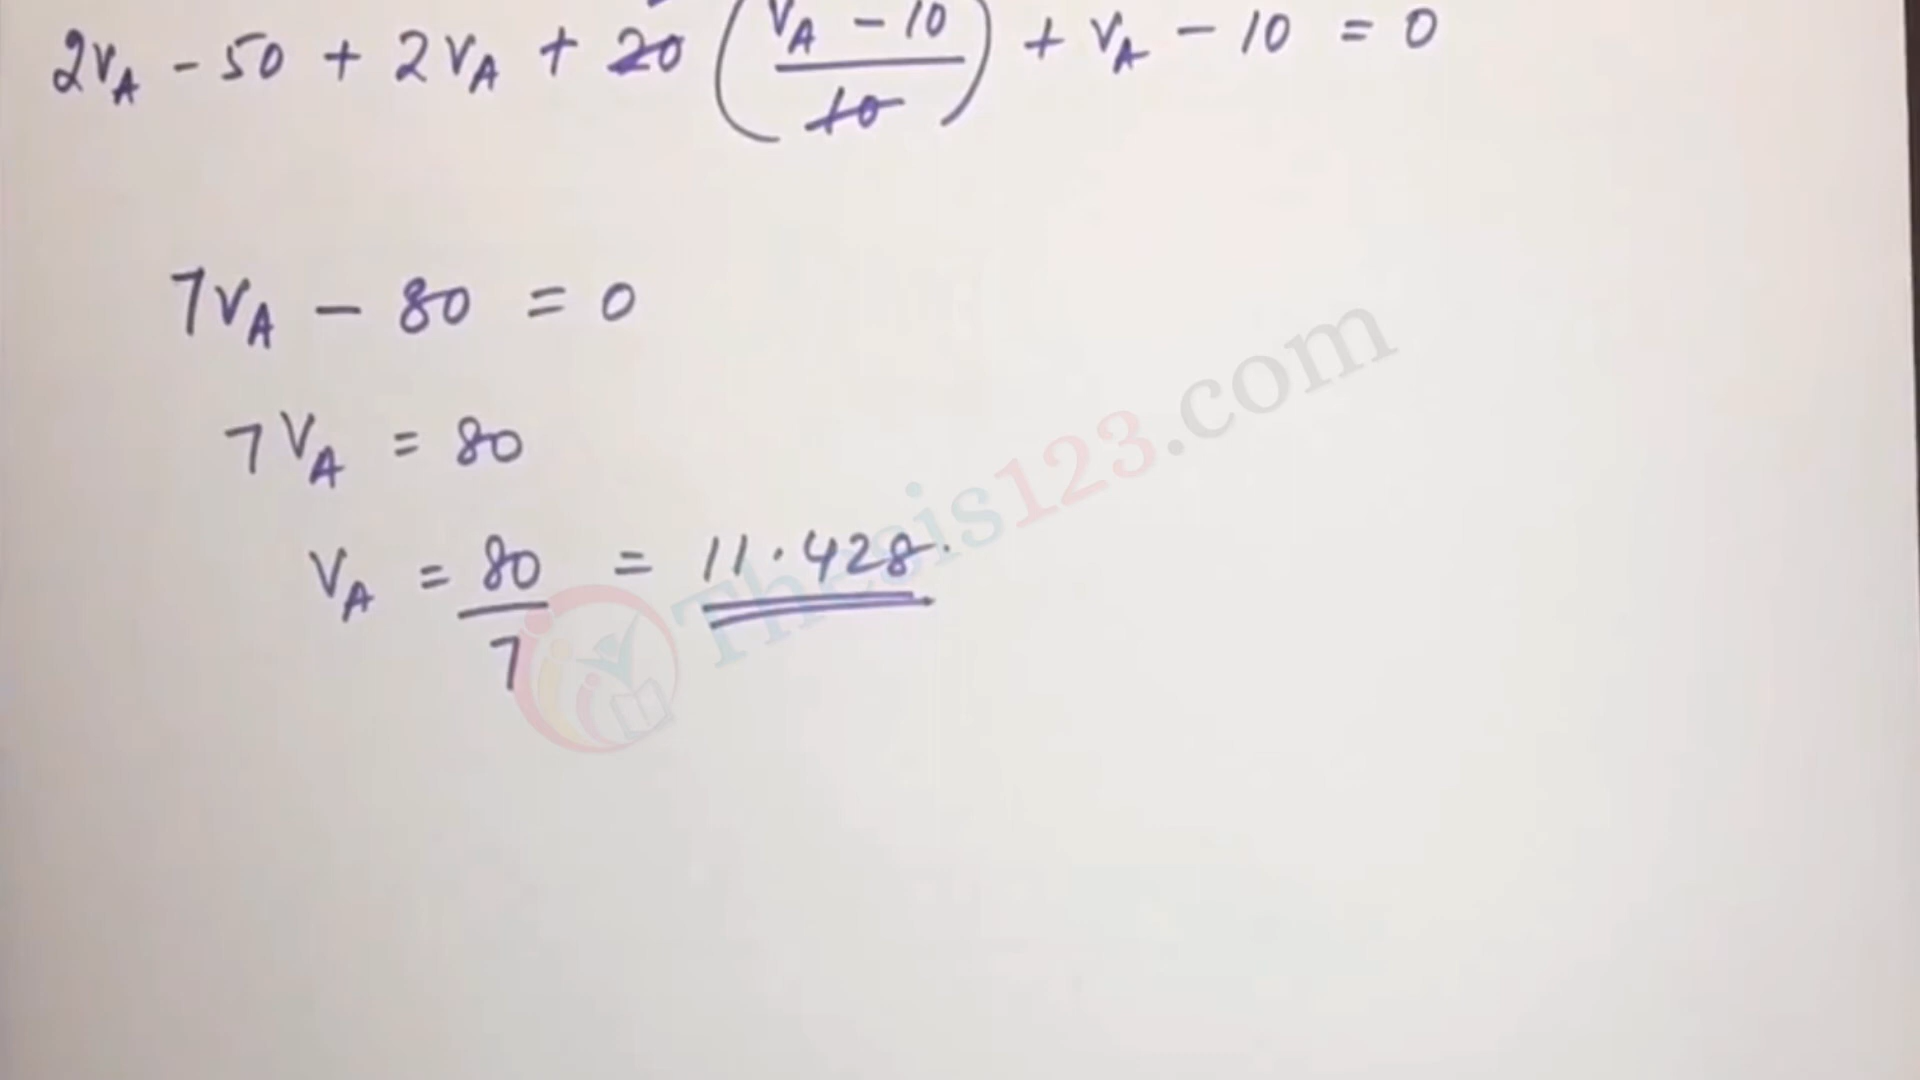 2VA - 50 + 2VA + 20 (VA - 10 / 10) + VA - 10 = 0
7VA - 80 = 0
7VA = 80
VA = 80/7 = 11.428.
Thesis123.com